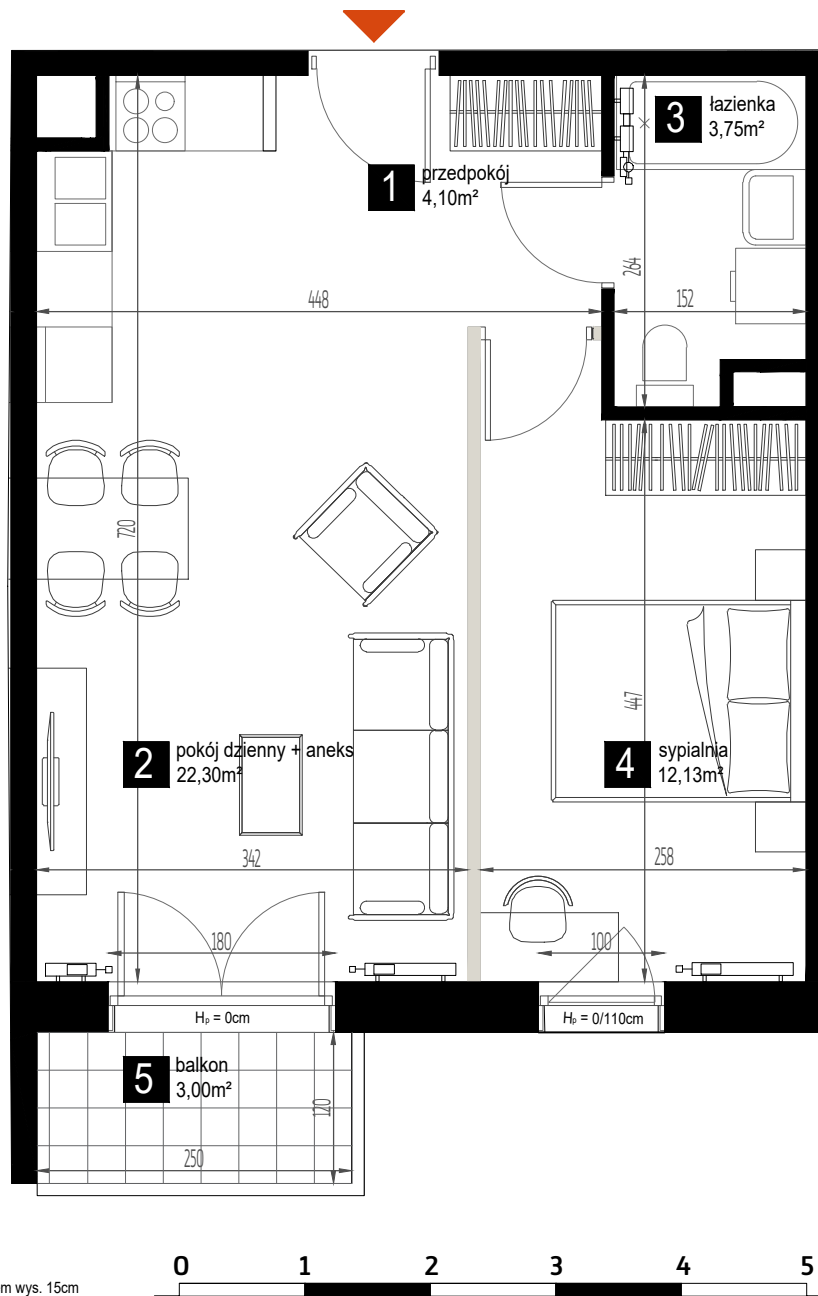 3 łazienka
3,75m²
1 przedpokój
4,10m²
264
448
152
720
447
2 pokój dzienny + aneks
22,30m²
4 sypialnia
12,13m²
342
258
180
100
Hₚ = 0cm
Hₚ = 0/110cm
5 balkon
3,00m²
120
250
0 1 2 3 4 5
m wys. 15cm